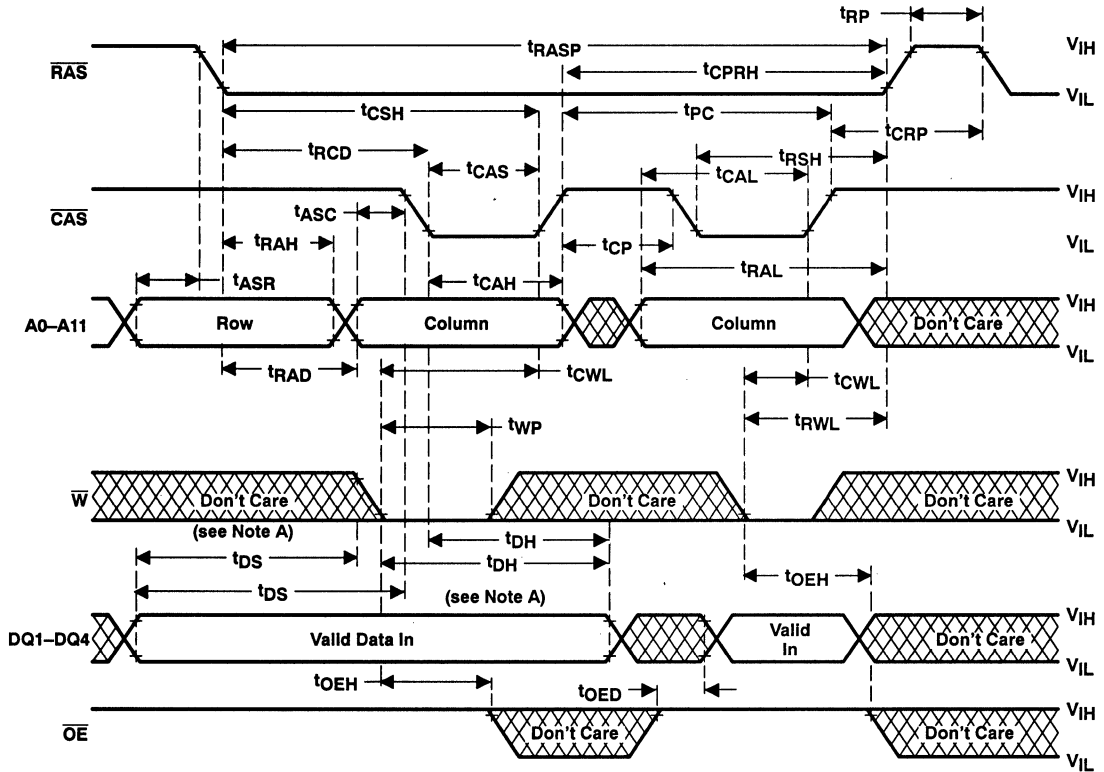 tRP
RAS
tRASP
VIH
tCPRH
VIL
tCSH
tPC
tCRP
tRCD
tRSH
tCAS
tCAL
CAS
VIH
tASC
tRAH
tCP
VIL
tRAL
tASR
tCAH
A0–A11
Row
Column
Column
Don't Care
VIH
VIL
tRAD
tCWL
tCWL
tWP
tRWL
W
Don't Care
Don't Care
Don't Care
VIH
VIL
(see Note A)
tDH
tDS
tDH
tOEH
tDS
(see Note A)
DQ1–DQ4
Valid Data In
Valid
In
Don't Care
VIH
VIL
tOEH
tOED
OE
Don't Care
Don't Care
VIH
VIL